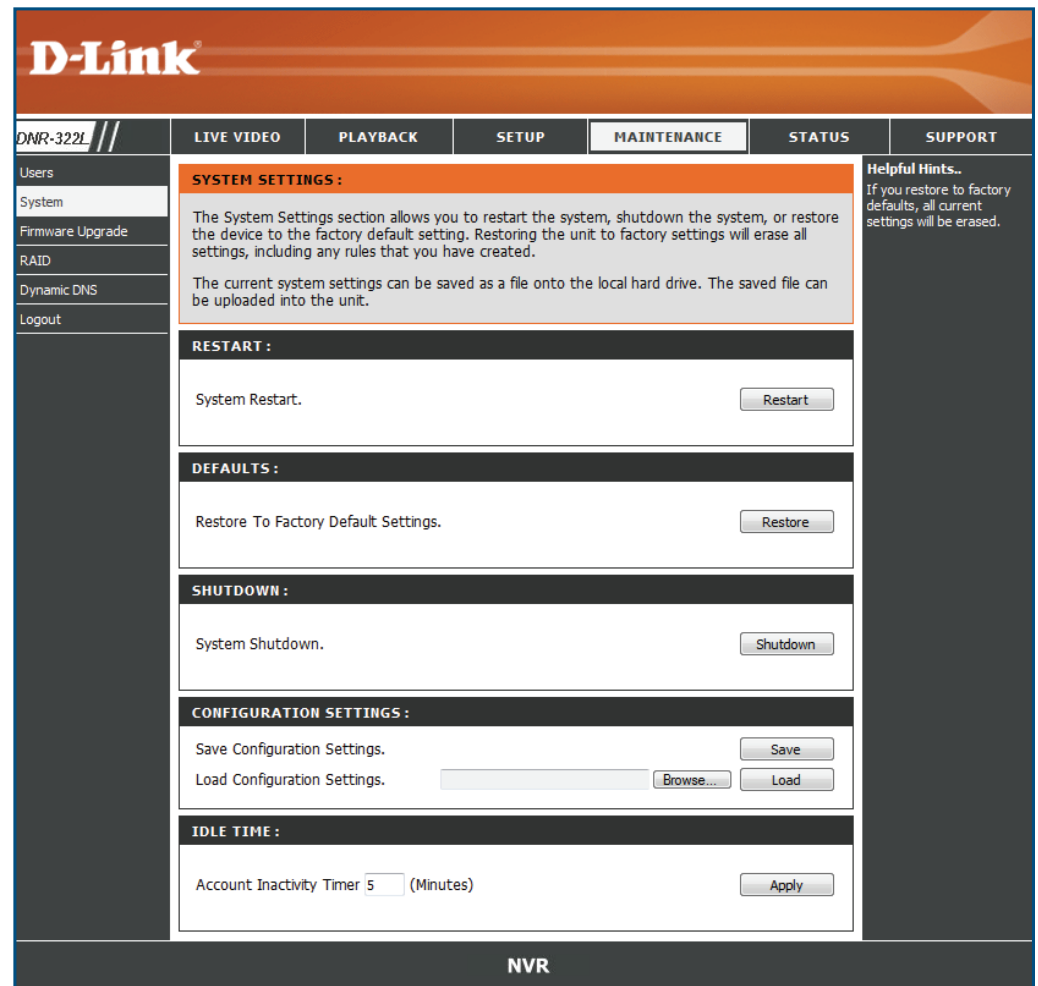 D-Link®
DNR-322L
LIVE VIDEO
PLAYBACK
SETUP
MAINTENANCE
STATUS
SUPPORT
Users
System
Firmware Upgrade
RAID
Dynamic DNS
Logout
SYSTEM SETTINGS :
The System Settings section allows you to restart the system, shutdown the system, or restore
the device to the factory default setting. Restoring the unit to factory settings will erase all
settings, including any rules that you have created.
The current system settings can be saved as a file onto the local hard drive. The saved file can
be uploaded into the unit.
RESTART :
System Restart.
Restart
DEFAULTS :
Restore To Factory Default Settings.
Restore
SHUTDOWN :
System Shutdown.
Shutdown
CONFIGURATION SETTINGS :
Save Configuration Settings.
Save
Load Configuration Settings.
Browse...
Load
IDLE TIME :
Account Inactivity Timer 5 (Minutes)
Apply
Helpful Hints..
If you restore to factory
defaults, all current
settings will be erased.
NVR